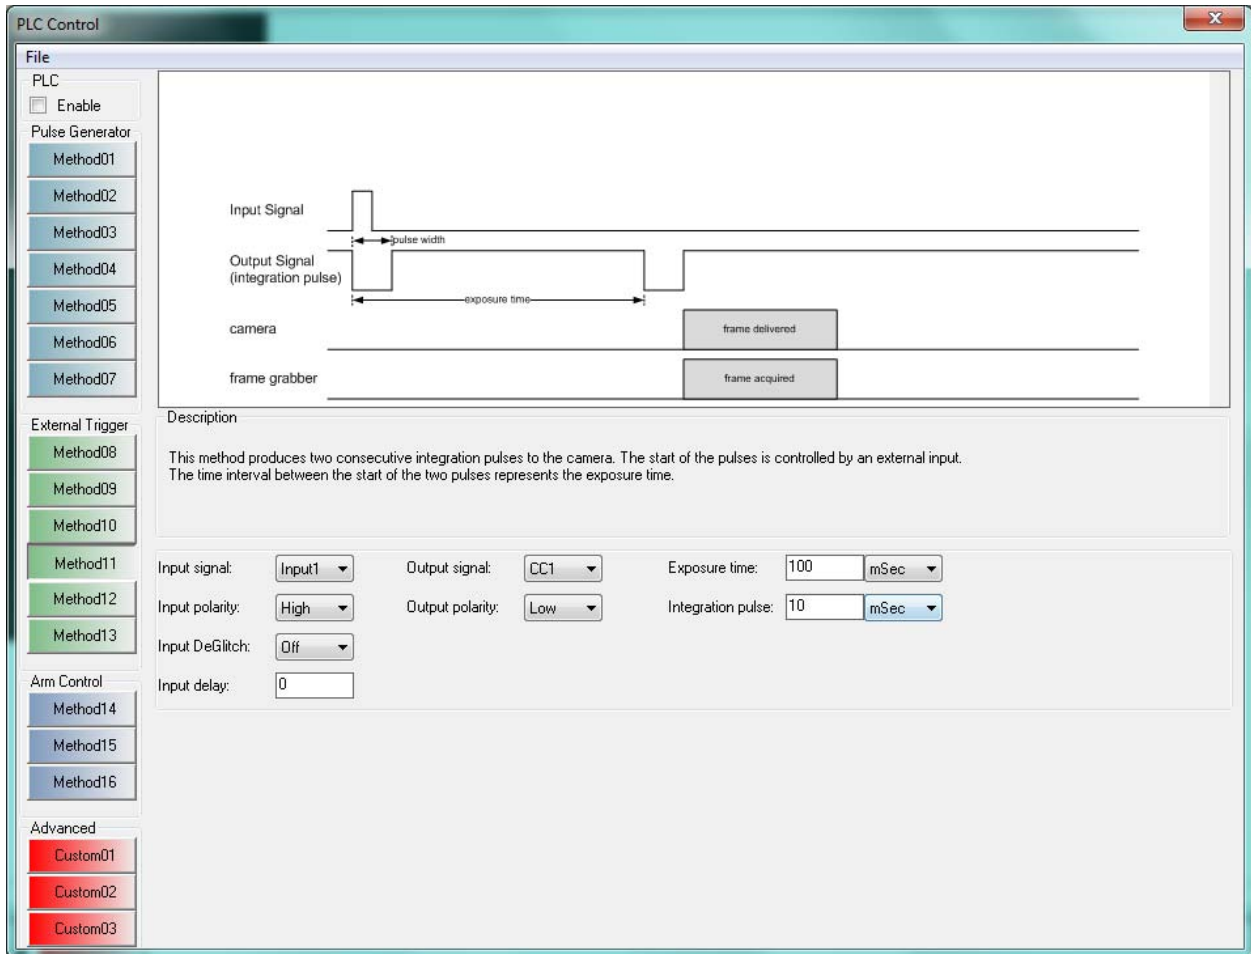 PLC Control
File
PLC
Enable
Pulse Generator
Method01
Method02
Method03
Method04
Method05
Method06
Method07
External Trigger
Method08
Method09
Method10
Method11
Method12
Method13
Arm Control
Method14
Method15
Method16
Advanced
Custom01
Custom02
Custom03
Input Signal
pulse width
Output Signal
(integration pulse)
exposure time
camera
frame delivered
frame grabber
frame acquired
Description
This method produces two consecutive integration pulses to the camera. The start of the pulses is controlled by an external input.
The time interval between the start of the two pulses represents the exposure time.
Input signal: Input1 Output signal: CC1 Exposure time: 100 mSec
Input polarity: High Output polarity: Low Integration pulse: 10 mSec
Input DeGlitch: Off
Input delay: 0